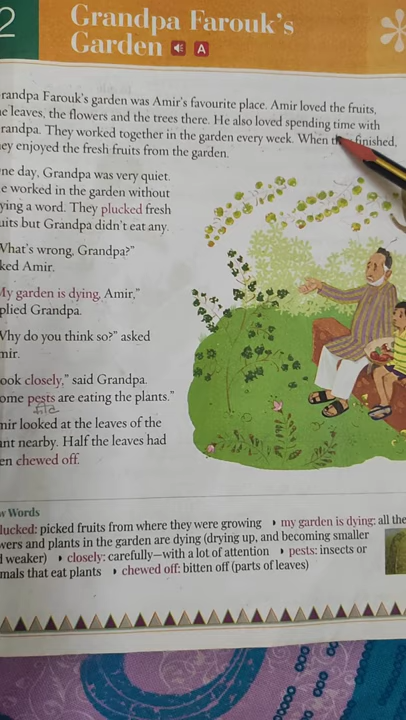 2
Grandpa Farouk's
Garden A
randpa Farouk's garden was Amir's favourite place. Amir loved the fruits,
e leaves, the flowers and the trees there. He also loved spending time with
randpa. They worked together in the garden every week. When finished,
ey enjoyed the fresh fruits from the garden.
ne day, Grandpa was very quiet.
e worked in the garden without
ying a word. They plucked fresh
uits but Grandpa didn't eat any.
What's wrong, Grandpa?"
ked Amir.
My garden is dying, Amir,"
plied Grandpa.
Why do you think so?" asked
mir.
ook closely," said Grandpa.
ome pests are eating the plants."
mir looked at the leaves of the
ant nearby. Half the leaves had
en chewed off.
w Words
lucked: picked fruits from where they were growing my garden is dying: all the
wers and plants in the garden are dying (drying up, and becoming smaller
d weaker) closely: carefully—with a lot of attention pests: insects or
mals that eat plants chewed off: bitten off (parts of leaves)